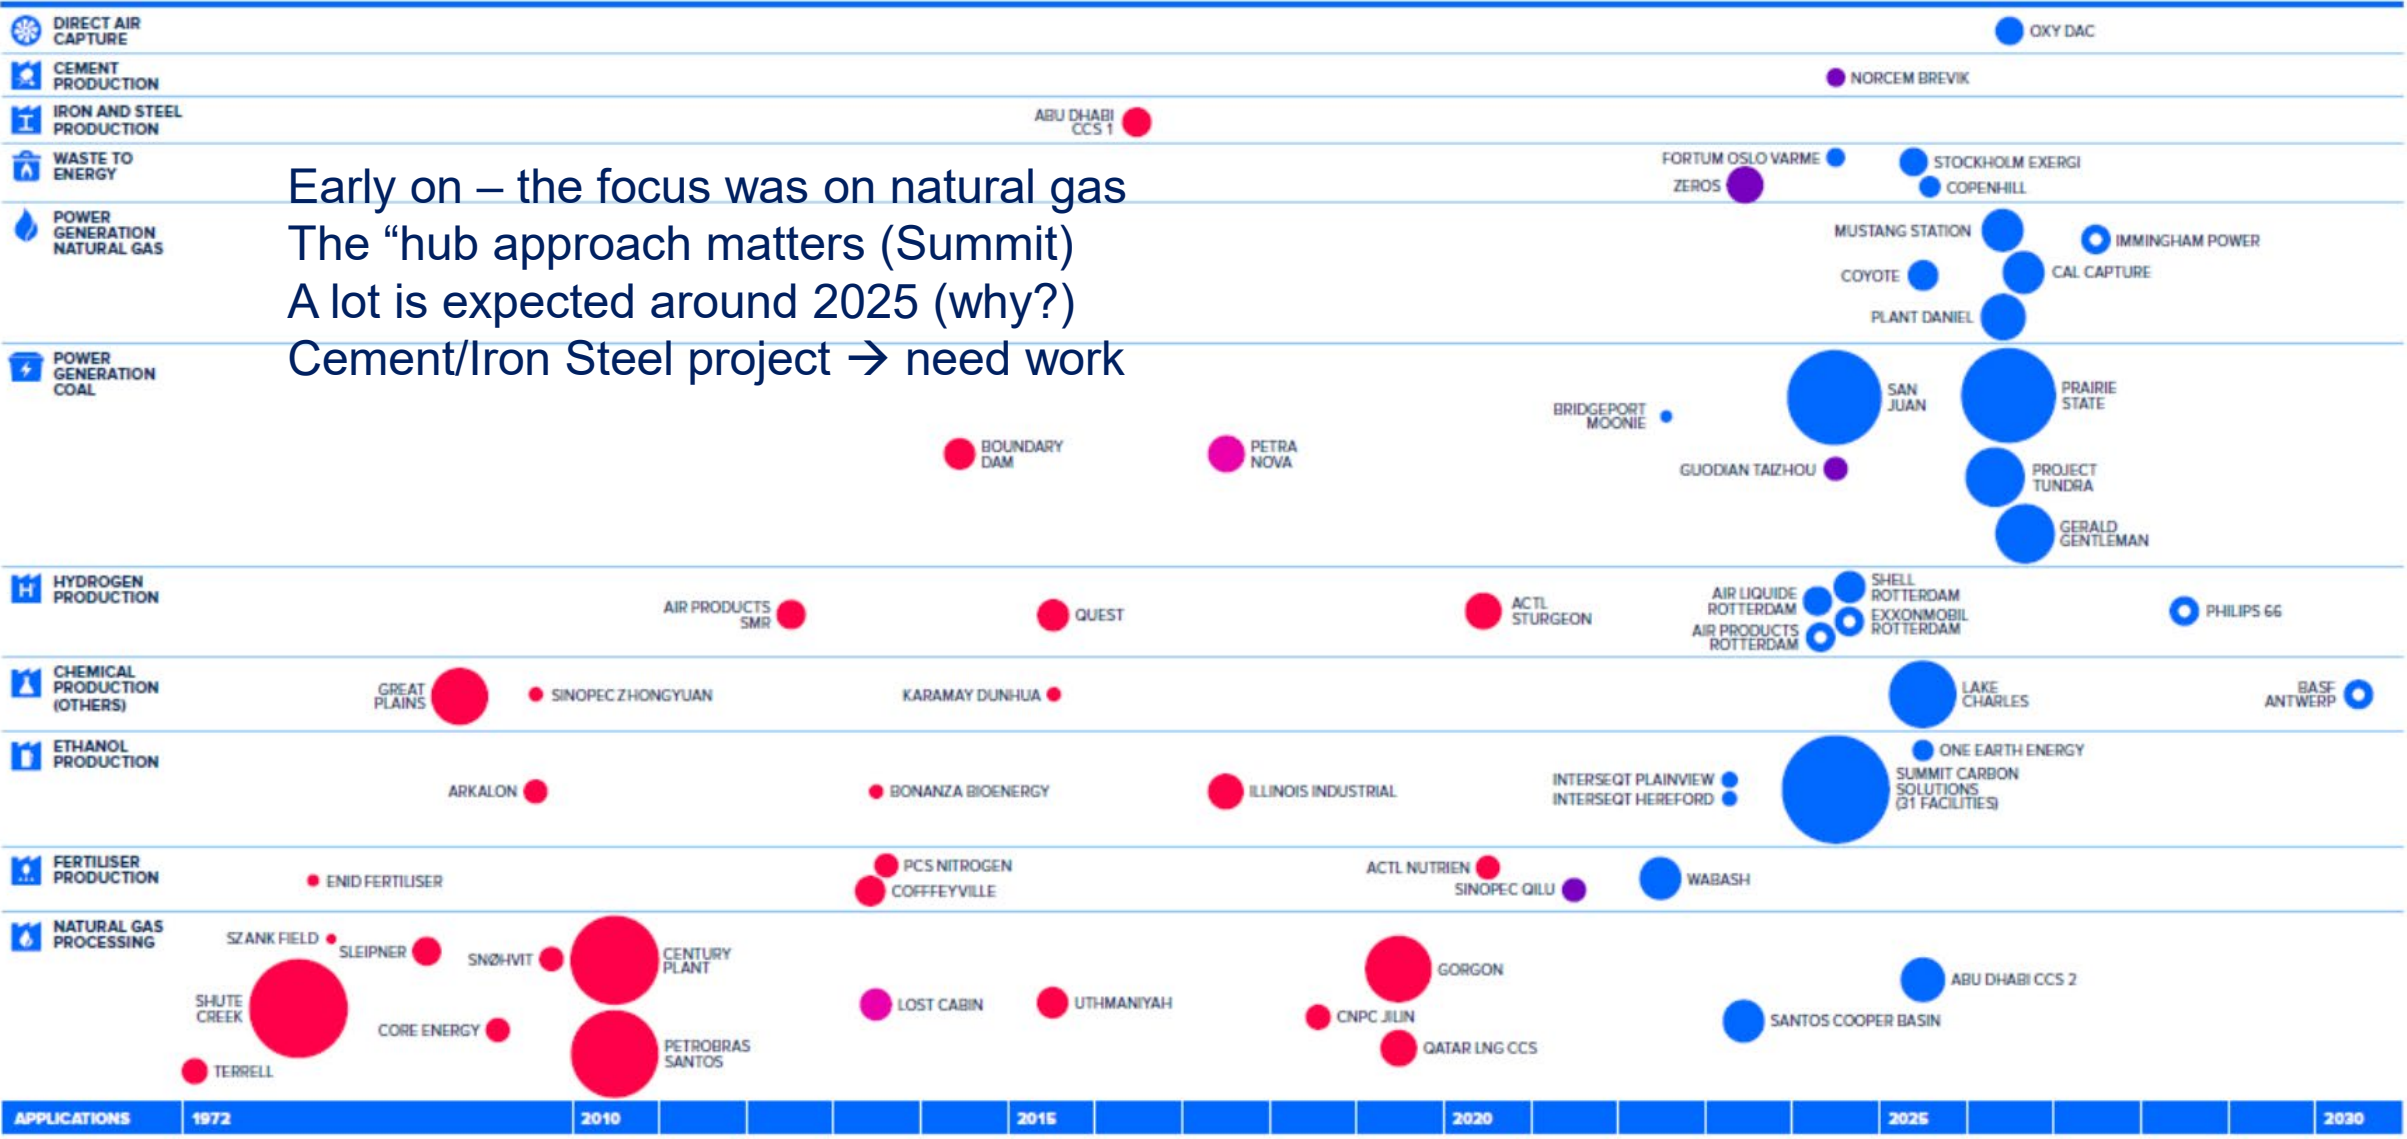 DIRECT AIR
CAPTURE
OXY DAC
CEMENT
PRODUCTION
NORCEM BREVIK
IRON AND STEEL
PRODUCTION
ABU DHABI
CCS 1
WASTE TO
ENERGY
FORTUM OSLO VARME
ZEROS
STOCKHOLM EXERGI
COPENHILL
Early on – the focus was on natural gas
The “hub approach matters (Summit)
A lot is expected around 2025 (why?)
Cement/Iron Steel project → need work
POWER
GENERATION
NATURAL GAS
MUSTANG STATION
IMMINGHAM POWER
COYOTE
CAL CAPTURE
PLANT DANIEL
POWER
GENERATION
COAL
BOUNDARY
DAM
PETRA
NOVA
BRIDGEPORT
MOONIE
GUODIAN TAIZHOU
SAN
JUAN
PRAIRIE
STATE
PROJECT
TUNDRA
GERALD
GENTLEMAN
HYDROGEN
PRODUCTION
AIR PRODUCTS
SMR
QUEST
ACTL
STURGEON
AIR LIQUIDE
ROTTERDAM
AIR PRODUCTS
ROTTERDAM
SHELL
ROTTERDAM
EXXONMOBIL
ROTTERDAM
PHILIPS 66
CHEMICAL
PRODUCTION
(OTHERS)
GREAT
PLAINS
SINOPEC ZHONGYUAN
KARAMAY DUNHUA
LAKE
CHARLES
BASF
ANTWERP
ETHANOL
PRODUCTION
ARKALON
BONANZA BIOENERGY
ILLINOIS INDUSTRIAL
INTERSEQT PLAINVIEW
INTERSEQT HEREFORD
ONE EARTH ENERGY
SUMMIT CARBON
SOLUTIONS
(31 FACILITIES)
FERTILISER
PRODUCTION
ENID FERTILISER
PCS NITROGEN
COFFFEYVILLE
ACTL NUTRIEN
SINOPEC QILU
WABASH
NATURAL GAS
PROCESSING
SZANK FIELD
SLEIPNER
SNØHVIT
CENTURY
PLANT
SHUTE
CREEK
CORE ENERGY
PETROBRAS
SANTOS
TERRELL
LOST CABIN
UTHMANIYAH
GORGON
CNPC JILIN
QATAR LNG CCS
ABU DHABI CCS 2
SANTOS COOPER BASIN
APPLICATIONS 1972 2010 2015 2020 2025 2030